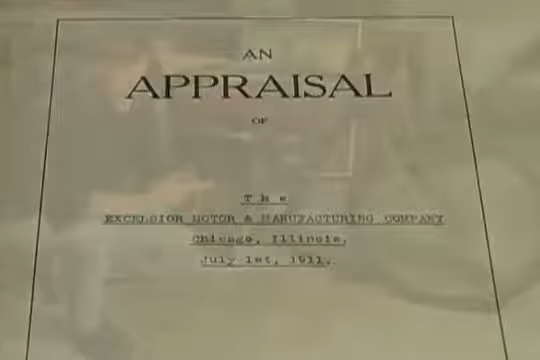 AN
APPRAISAL
OF
The
EXCELSIOR MOTOR & MANUFACTURING COMPANY
Chicago, Illinois,
July 1st, 1911.